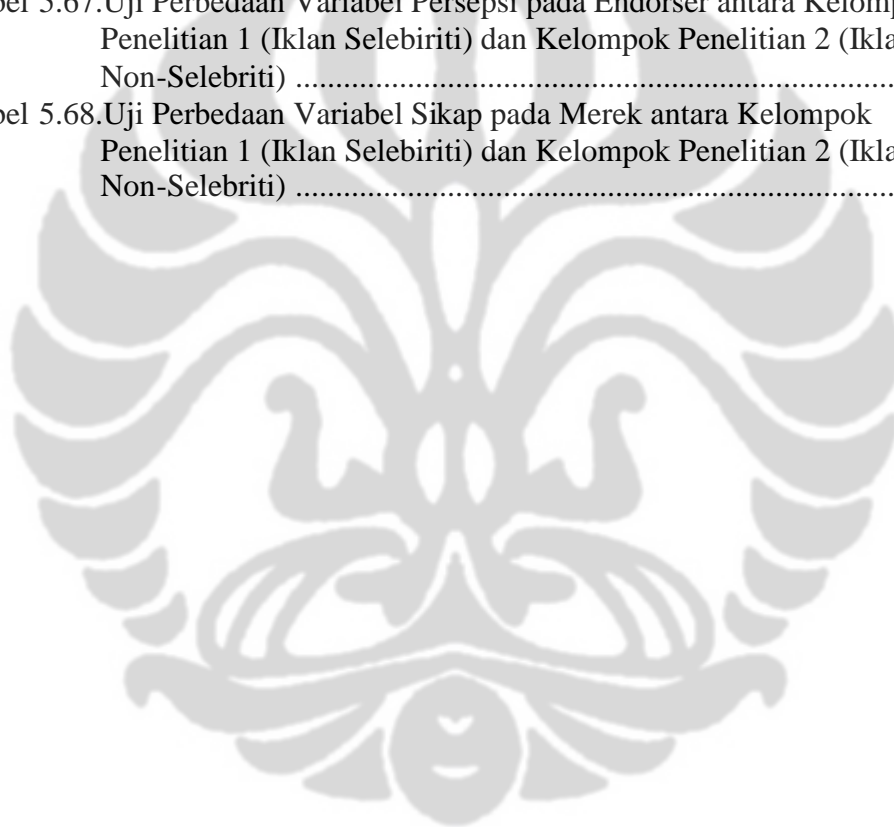 bel 5.67.Uji Perbedaan Variabel Persepsi pada Endorser antara Kelomp
Penelitian 1 (Iklan Selebiriti) dan Kelompok Penelitian 2 (Ikla
Non-Selebriti) ...........................................................................
bel 5.68.Uji Perbedaan Variabel Sikap pada Merek antara Kelompok
Penelitian 1 (Iklan Selebiriti) dan Kelompok Penelitian 2 (Ikla
Non-Selebriti) ...........................................................................